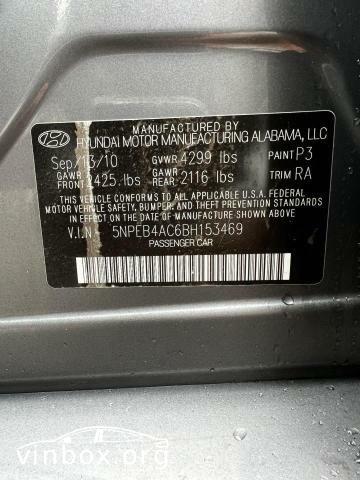 HYUNDAI MOTOR MANUFACTURING ALABAMA, LLC
Sep/13/10 GVWR 4299 lbs PAINT P3
GAWR FRONT 2425 lbs GAWR REAR 2116 lbs TRIM RA
THIS VEHICLE CONFORMS TO ALL APPLICABLE U.S.A. FEDERAL
MOTOR VEHICLE SAFETY, BUMPER, AND THEFT PREVENTION
STANDARDS IN EFFECT ON THE DATE OF MANUFACTURE SHOWN ABOVE.
V.I.N 5NPEB4AC6BH153469
PASSENGER CAR
vinbox.org